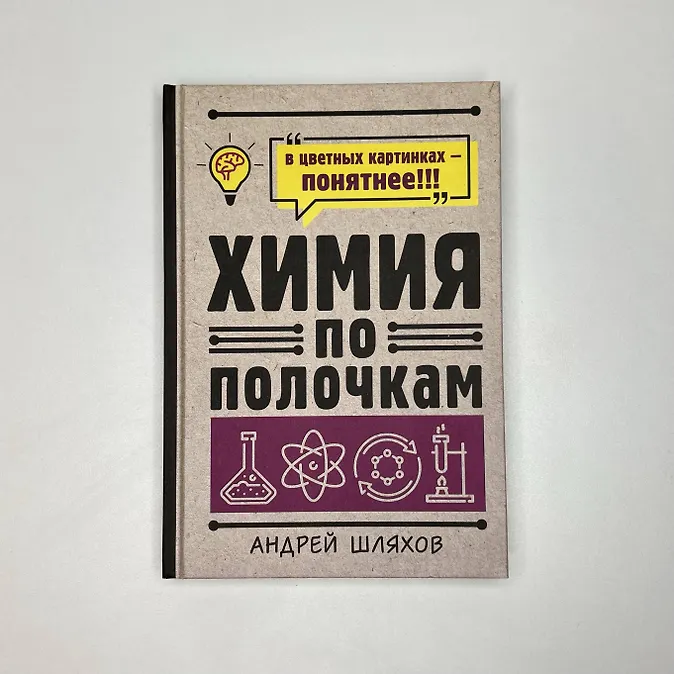 в цветных картинках –
понятнее!!!
ХИМИЯ
ПО
ПОЛОЧКАМ
АНДРЕЙ ШЛЯХОВ